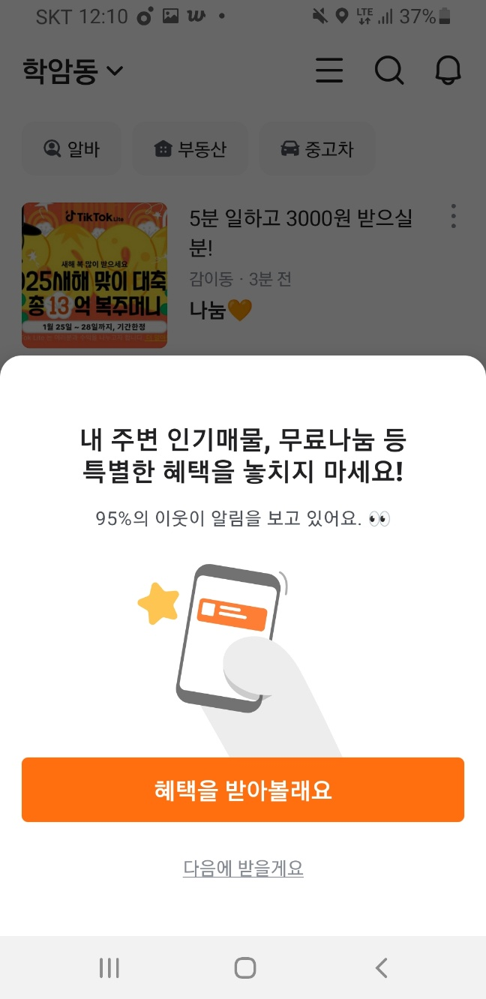 SKT 12:10
LTE
37%
학암동
알바
부동산
중고차
TikTok Lite
새해 복 많이 받으세요
025새해 맞이 대축
총 13 억 복주머니
1월 25일 ~ 28일까지, 기간한정
5분 일하고 3000원 받으실
분!
감이동 · 3분 전
나눔🧡
내 주변 인기매물, 무료나눔 등
특별한 혜택을 놓치지 마세요!
95%의 이웃이 알림을 보고 있어요. 👀
혜택을 받아볼래요
다음에 받을게요